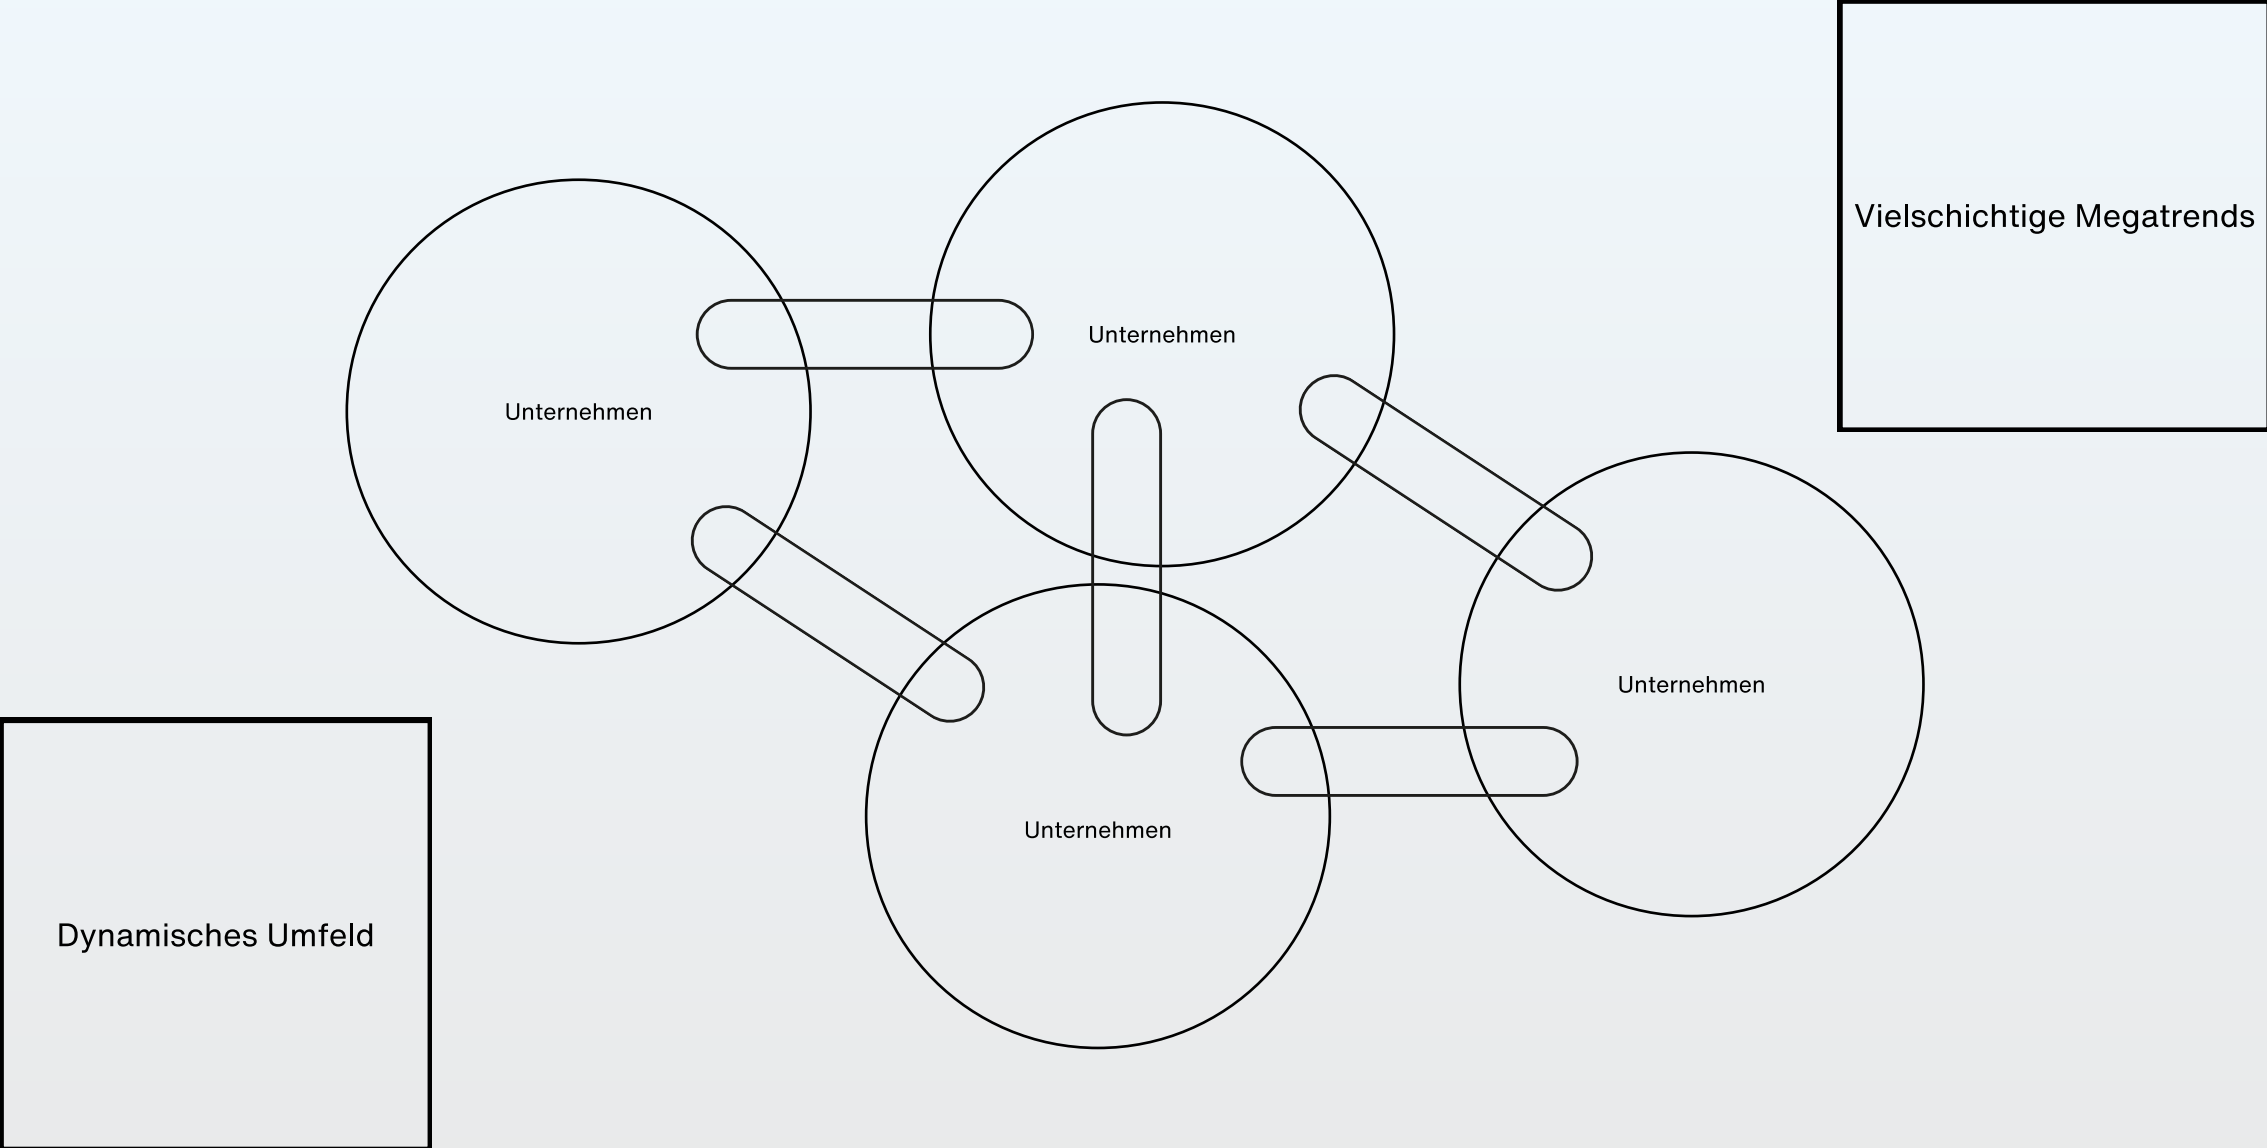 Vielschichtige Megatrends
Unternehmen
Unternehmen
Unternehmen
Unternehmen
Dynamisches Umfeld